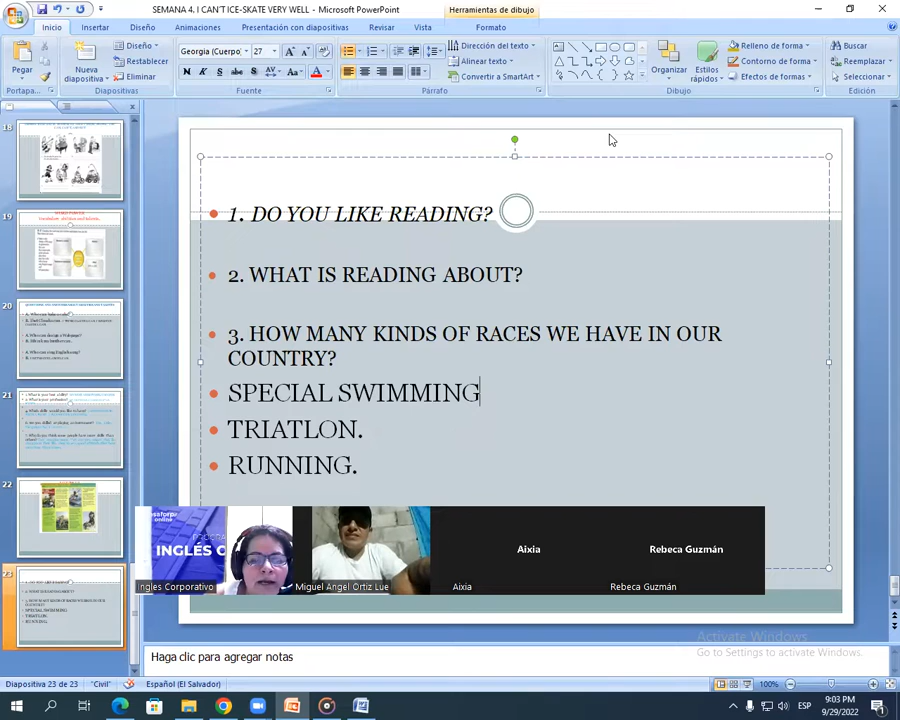 SEMANA 4. I CAN'T ICE-SKATE VERY WELL - Microsoft PowerPoint
Herramientas de dibujo
Inicio
Insertar
Diseño
Animaciones
Presentación con diapositivas
Revisar
Vista
Formato
Pegar
Portapa...
Nueva diapositiva
Diseño
Restablecer
Eliminar
Diapositivas
Georgia (Cuerpo)
27
Fuente
Párrafo
Dirección del texto
Alinear texto
Convertir a SmartArt
Organizar
Estilos rápidos
Relleno de forma
Contorno de forma
Efectos de formas
Dibujo
Buscar
Reemplazar
Seleccionar
Edición
18
19
20
21
22
23
1. DO YOU LIKE READING?
2. WHAT IS READING ABOUT?
3. HOW MANY KINDS OF RACES WE HAVE IN OUR
COUNTRY?
SPECIAL SWIMMING
TRIATLON.
RUNNING.
online
INGLÉS
Ingles Corporativo
Miguel Angel Ortiz Lue
Aixia
Aixia
Rebeca Guzmán
Rebeca Guzmán
Activate Windows
Go to Settings to activate Windows.
Haga clic para agregar notas
Diapositiva 23 de 23
"Civil"
Español (El Salvador)
100%
ESP
9:03 PM
9/29/2022